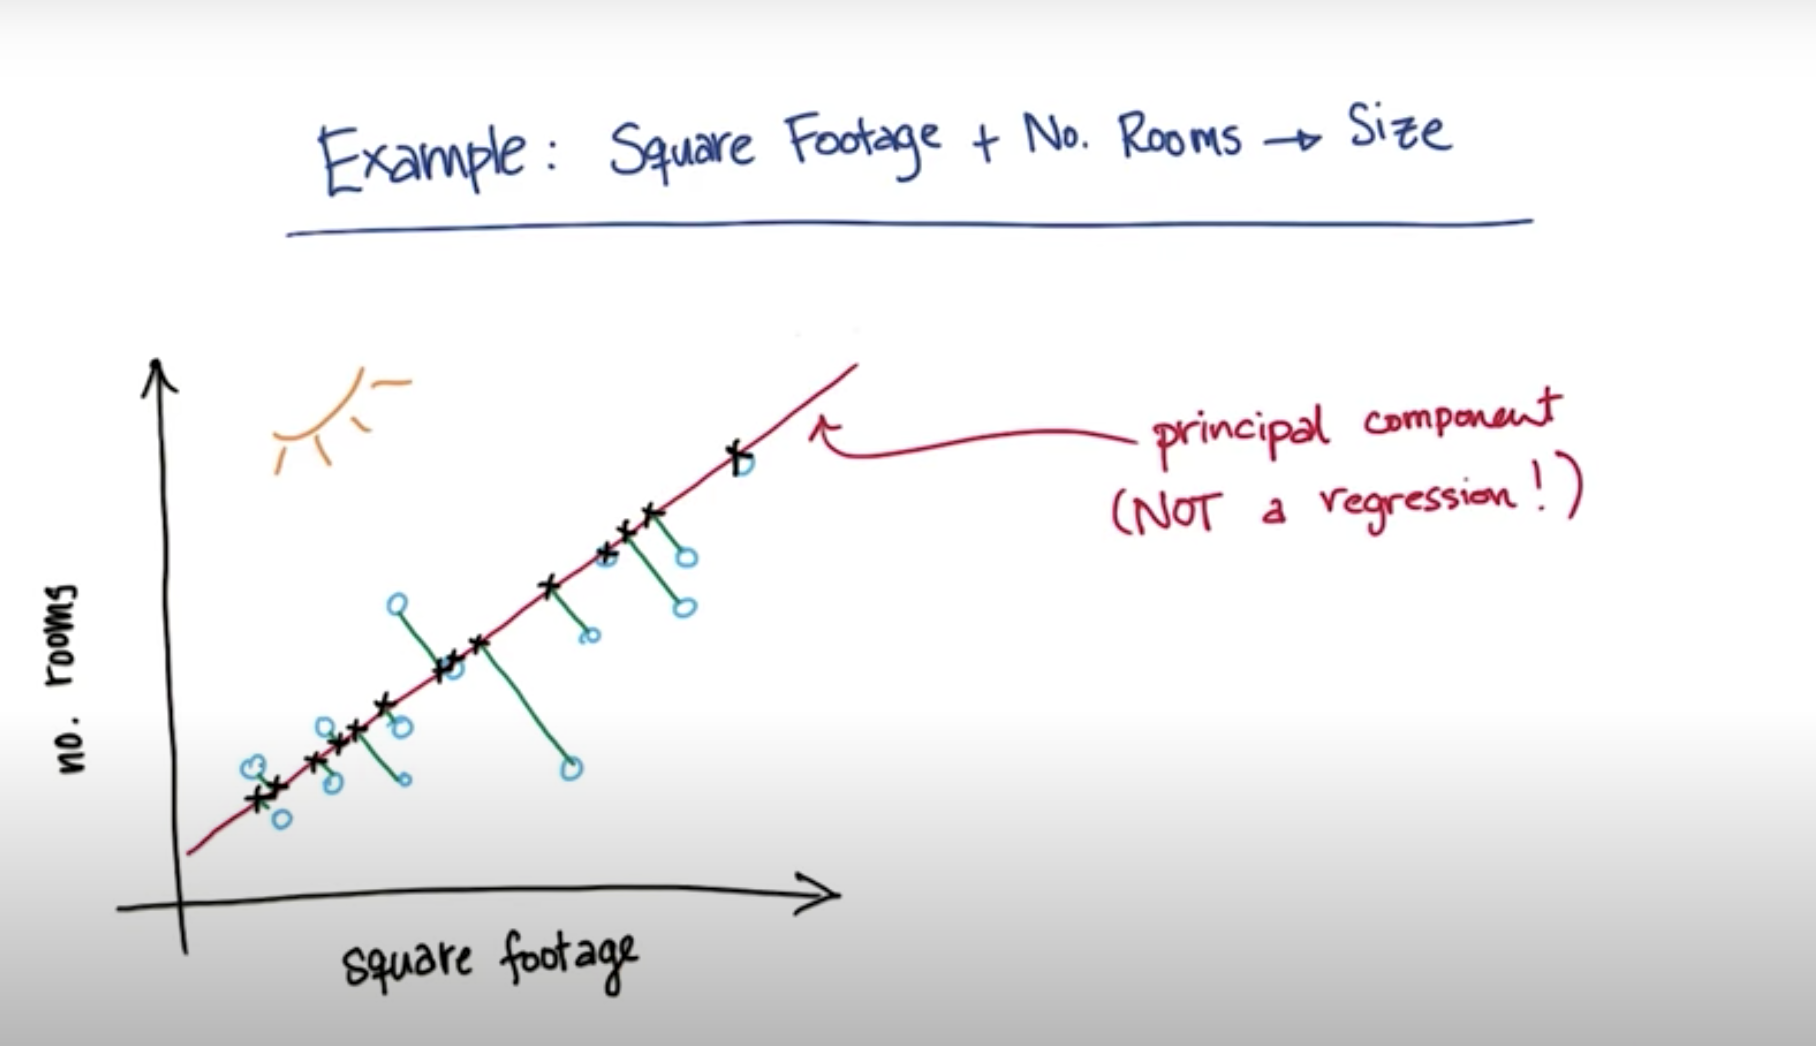 Example: Square Footage + No. Rooms → Size
principal component
(NOT a regression!)
no. rooms
square footage